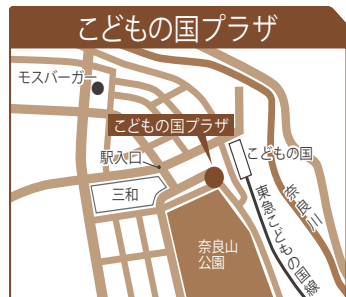 こどもの国プラザ
モスバーガー
こどもの国プラザ
駅入口
こどもの国
三和
奈良川
東急こどもの国線
奈良山
公園